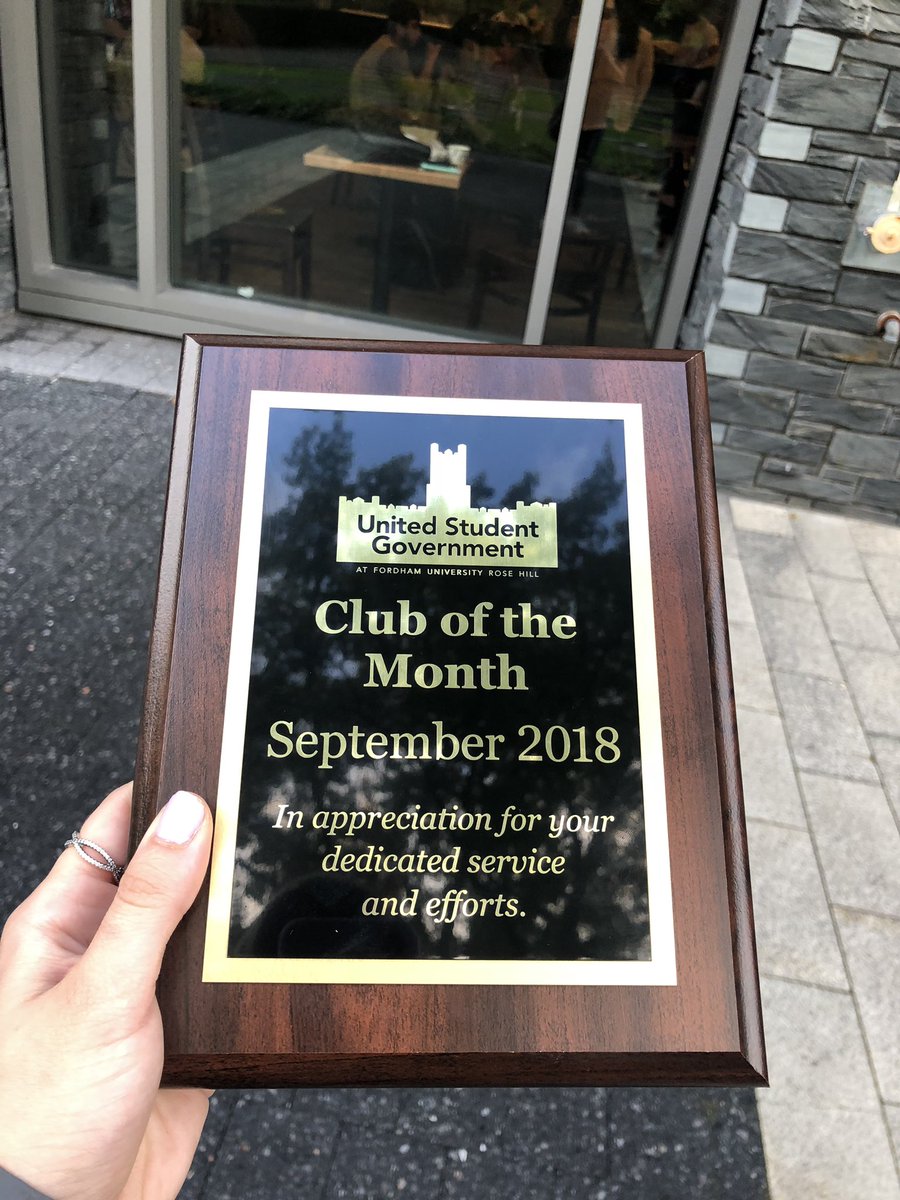 United Student
Government
AT FORDHAM UNIVERSITY ROSE HILL
Club of the
Month
September 2018
In appreciation for your
dedicated service
and efforts.